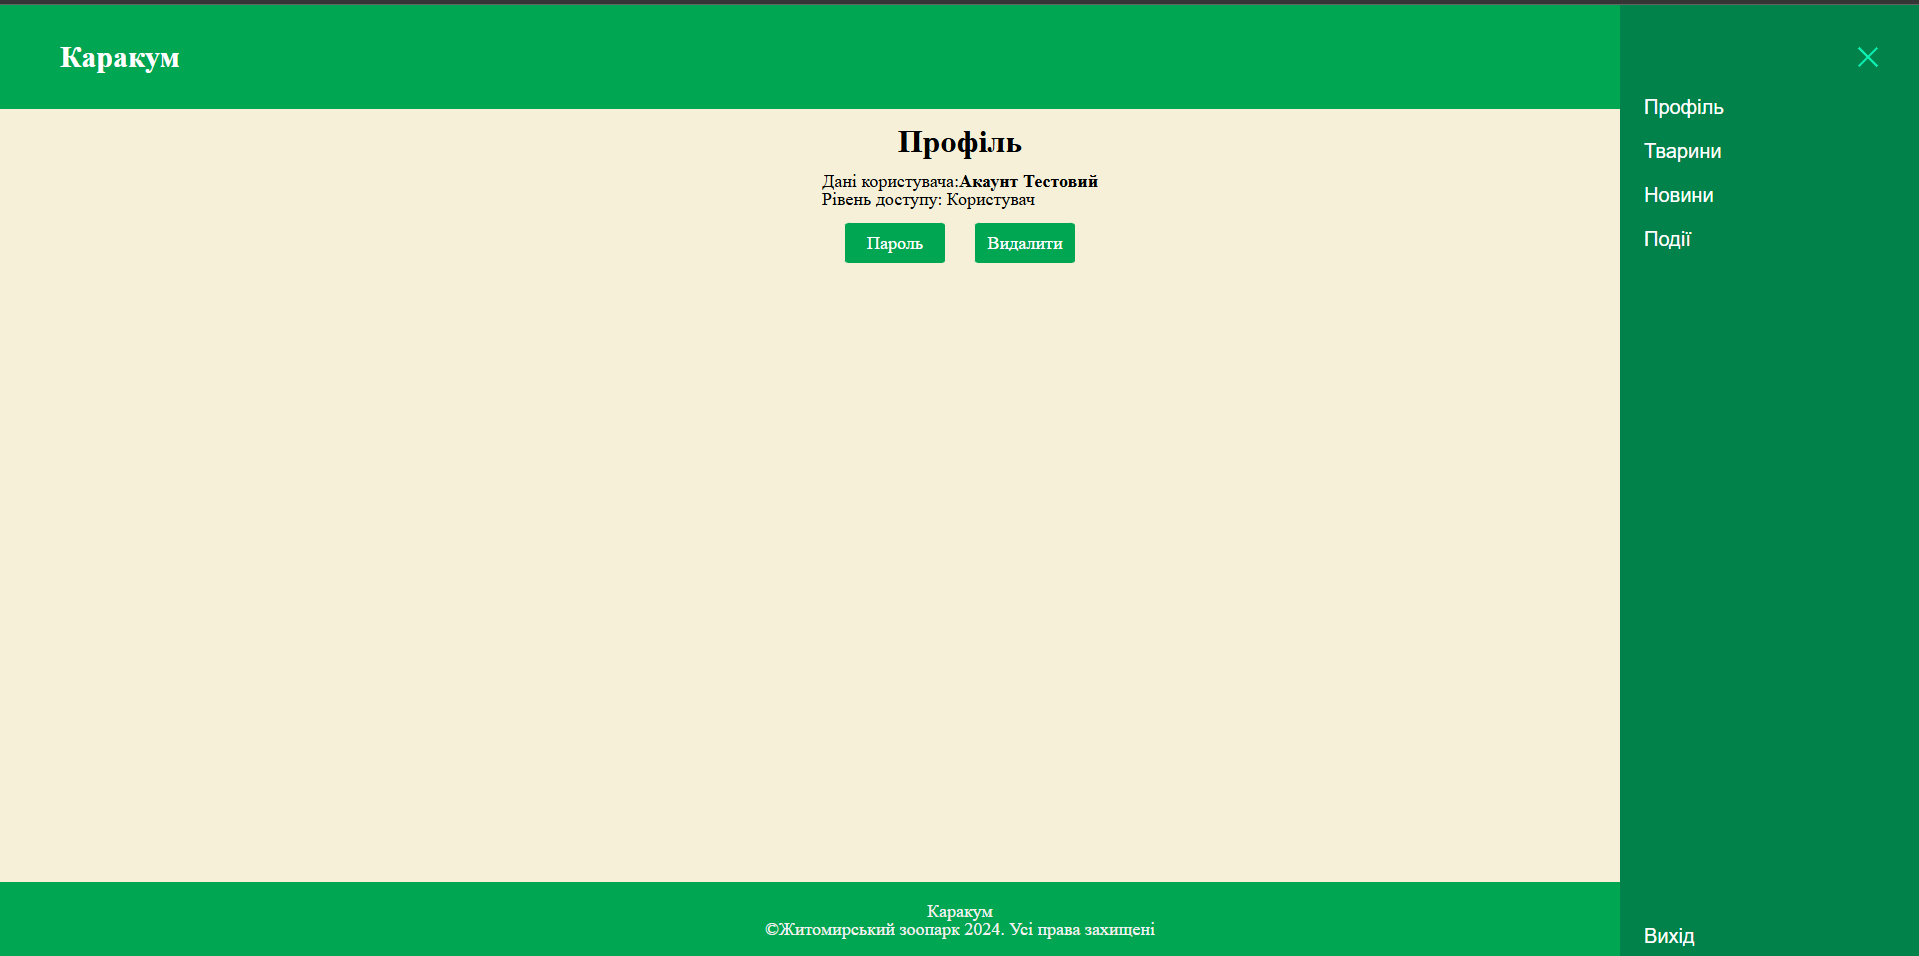 Каракум
Профіль
Дані користувача:Акаунт Тестовий
Рівень доступу: Користувач
Пароль
Видалити
Профіль
Тварини
Новини
Події
Вихід
Каракум
©Житомирський зоопарк 2024. Усі права захищені